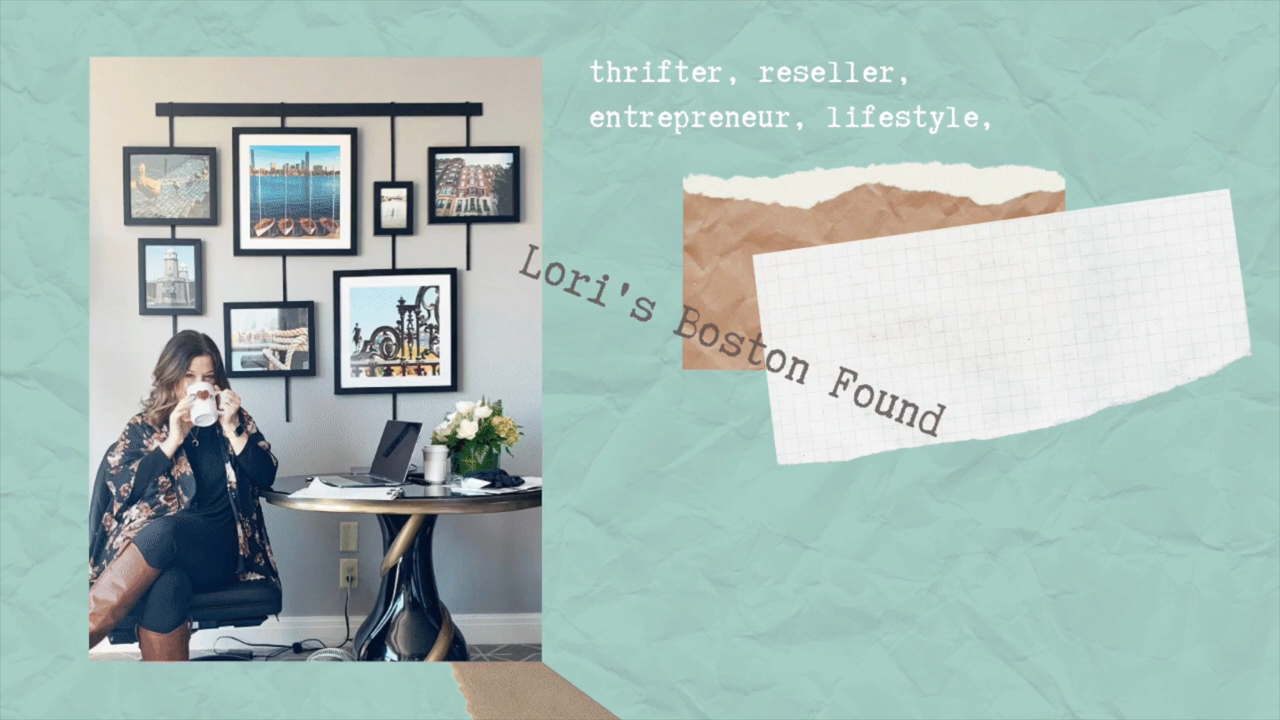 thrifter, reseller,
entrepreneur, lifestyle,
Lori's Boston Found